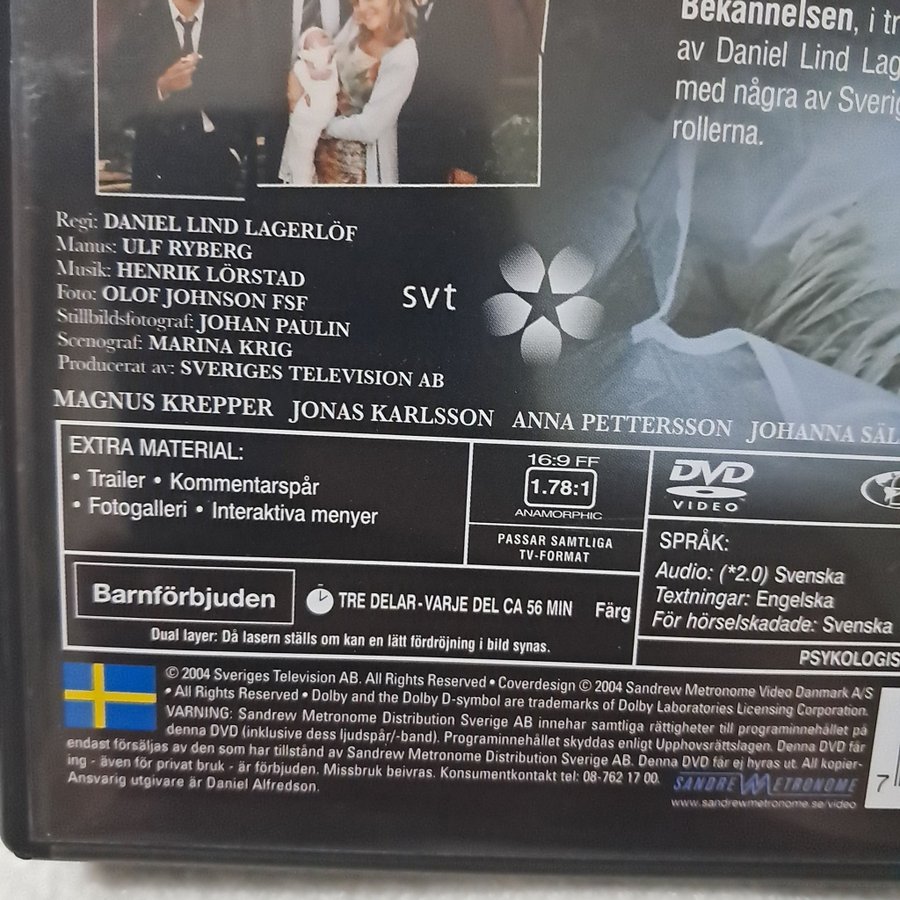 Bekännelsen, i
av Daniel Lind
med några av
rollerna.
Regi: DANIEL LIND LAGERLÖF
Manus: ULF RYBERG
Musik: HENRIK LÖRSTAD
Foto: OLOF JOHNSON FSF
Stillbildsfotograf: JOHAN PAULIN
Scenograf: MARINA KRIG
Producerat av: SVERIGES TELEVISION AB
svt
MAGNUS KREPPER JONAS KARLSSON ANNA PETTERSSON JOHANNA SÄL
EXTRA MATERIAL:
• Trailer • Kommentarspår
• Fotogalleri • Interaktiva menyer
16:9 FF
1.78:1
ANAMORPHIC
PASSAR SAMTLIGA
TV-FORMAT
DVD
VIDEO
SPRÅK:
Audio: (*2.0) Svenska
Textningar: Engelska
För hörselskadade: Svenska
Barnförbjuden
TRE DELAR-VARJE DEL CA 56 MIN Färg
Dual layer: Då lasern ställs om kan en lätt fördröjning i bild synas.
PSYKOLOGIS
© 2004 Sveriges Television AB. All Rights Reserved • Coverdesign © 2004 Sandrew Metronome Video Danmark A/S
• All Rights Reserved • Dolby and the Dolby D-symbol are trademarks of Dolby Laboratories Licensing Corporation.
VARNING: Sandrew Metronome Distribution Sverige AB innehar samtliga rättigheter till programinnehållet på
denna DVD (inklusive dess ljudspår/-band). Programinnehållet skyddas enligt Upphovsrättslagen. Denna DVD får
endast försäljas av den som har tillstånd av Sandrew Metronome Distribution Sverige AB. Denna DVD får ej hyras ut. All kopier-
ing - även för privat bruk - är förbjuden. Missbruk beivras. Konsumentkontakt tel: 08-762 17 00.
Ansvarig utgivare är Daniel Alfredson.
SANDREW METRONOME
www.sandrewmetronome.se/video
7